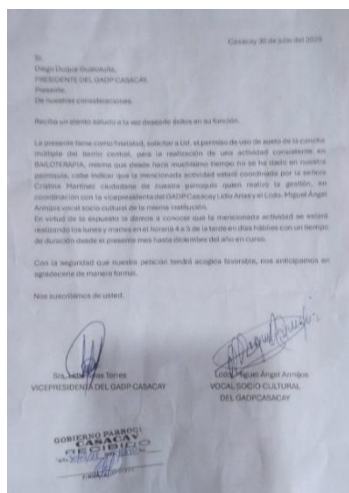 Casacay 30 de julio del 2023
Sr.
Diego Duque Guanuquiza,
PRESIDENTE DEL GADP CASACAY,
Presente,
De nuestras consideraciones.
Reciba un atento saludo a la vez deseade éxitos en su función.
La presente tiene como finalidad, solicitar a Ud. el permiso de uso de suelo de la cancha
múltiple del barrio central, para la realización de una actividad consistente en
BAILOTERAPIA, misma que desde hace muchísimo tiempo no se ha dado en nuestra
parroquia, cabe indicar que la mencionada actividad estará coordinada por la señora
Cristina Martínez ciudadana de nuestra parroquia quien realizó la gestión, en
coordinación con la vicepresidenta del GADP Casacay Lidia Arias y el Lcdo. Miguel Ángel
Armijos vocal socio cultural de la misma institución.
En virtud de lo expuesto le damos a conocer que la mencionada actividad se estará
realizando los lunes y martes en el horario 4 a 5 de la tarde en días hábiles con un tiempo
de duración desde el presente mes hasta diciembre del año en curso.
Con la seguridad que nuestra petición tendrá acogida favorable, nos anticipamos en
agradecerle de manera formal.
Nos suscribimos de usted.
Sra. Arias Torres
VICEPRESIDENTA DEL GADP CASACAY
Lcdo. Miguel Ángel Armijos
VOCAL SOCIO CULTURAL
DEL GADPCASACAY
GOBIERNO PARROQ
CASACAY
RECIBIDO